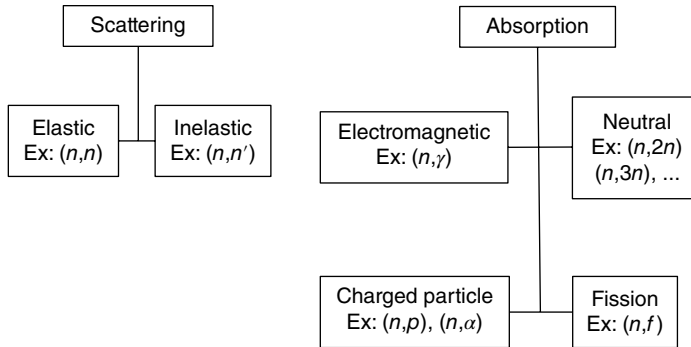 Scattering
Elastic
Ex: (n,n)
Inelastic
Ex: (n,n′)
Absorption
Electromagnetic
Ex: (n,γ)
Neutral
Ex: (n,2n)
(n,3n), ...
Charged particle
Ex: (n,p), (n,α)
Fission
Ex: (n,f)